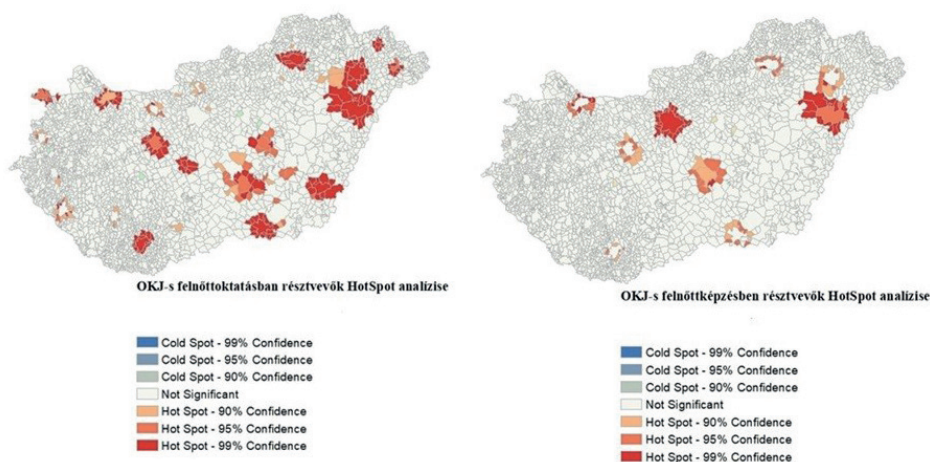 OKJ-s felnőttoktatásban résztvevők HotSpot analízise
Cold Spot - 99% Confidence
Cold Spot - 95% Confidence
Cold Spot - 90% Confidence
Not Significant
Hot Spot - 90% Confidence
Hot Spot - 95% Confidence
Hot Spot - 99% Confidence
OKJ-s felnőttképzésben résztvevők HotSpot analízise
Cold Spot - 99% Confidence
Cold Spot - 95% Confidence
Cold Spot - 90% Confidence
Not Significant
Hot Spot - 90% Confidence
Hot Spot - 95% Confidence
Hot Spot - 99% Confidence